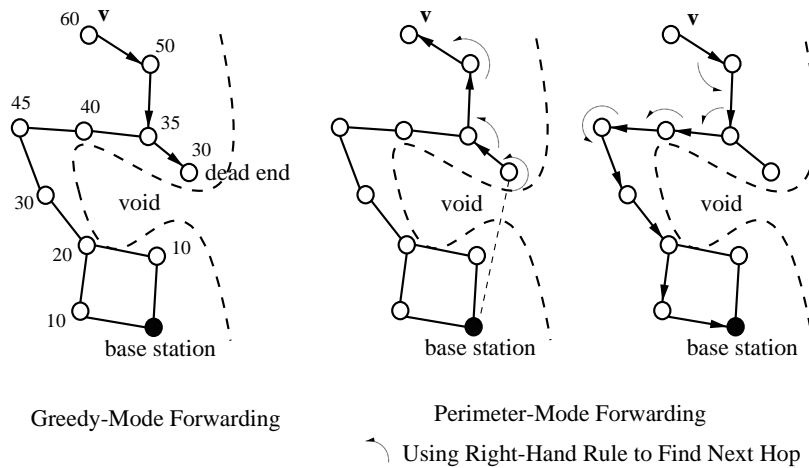 v
60
50
45
40
35
30
dead end
void
30
20
10
10
base station
void
base station
v
void
base station
Greedy-Mode Forwarding
Perimeter-Mode Forwarding
Using Right-Hand Rule to Find Next Hop